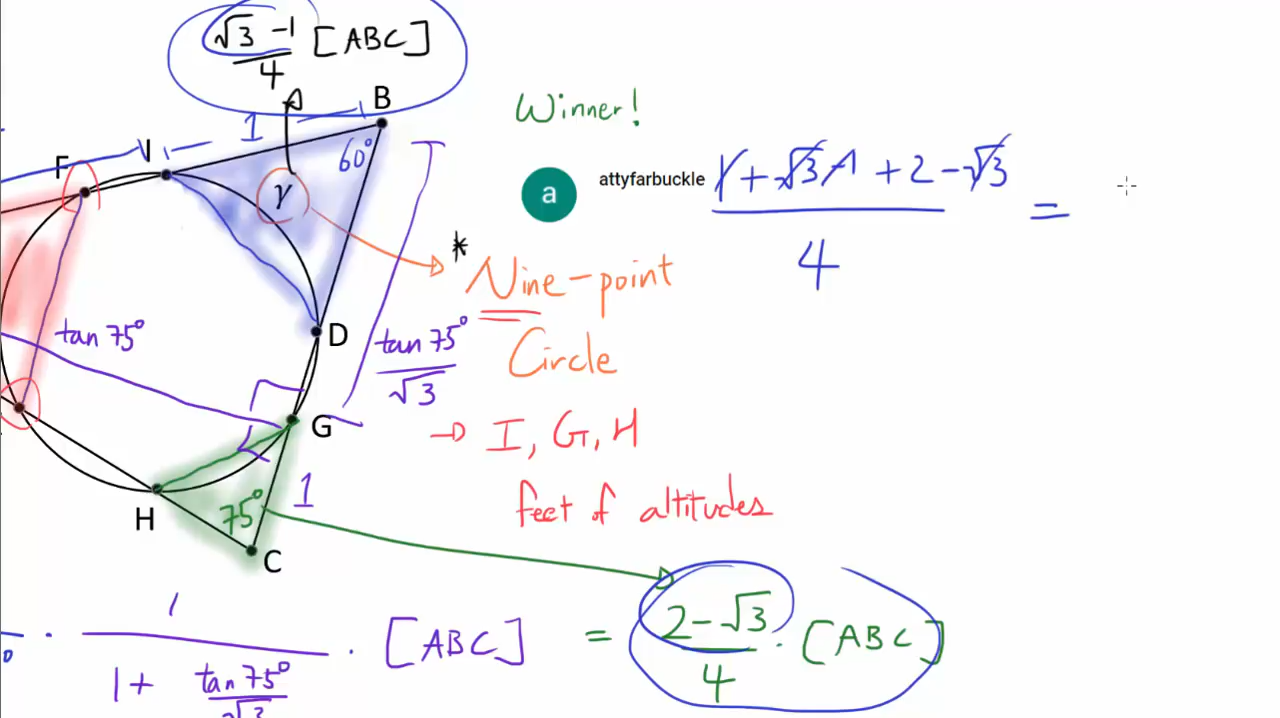 √3 -1 / 4 [ABC]
B
Winner!
1
F
I
60°
γ
a attyfarbuckle
1 + √3 - 1 + 2 - √3 / 4 =
* Nine-point
Circle
tan 75°
D
tan 75° / √3
G
→ I, G, H
feet of altitudes
1
75°
H
C
· 1 / 1 + tan 75° / √3 · [ABC] = 2-√3 / 4 · [ABC]